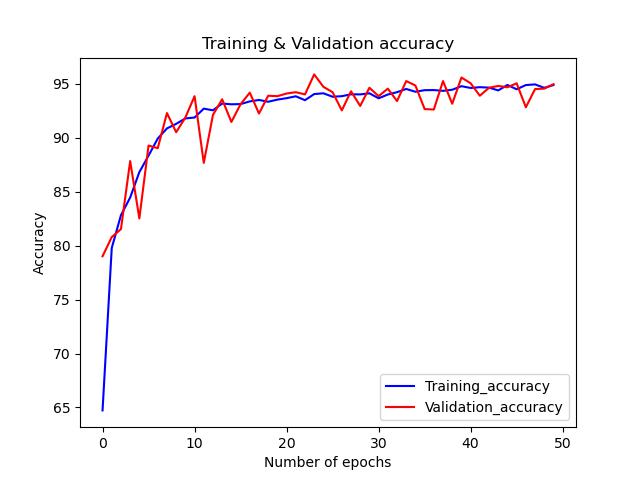 Training & Validation accuracy
Accuracy
95
90
85
80
75
70
65
Training_accuracy
Validation_accuracy
0 10 20 30 40 50
Number of epochs